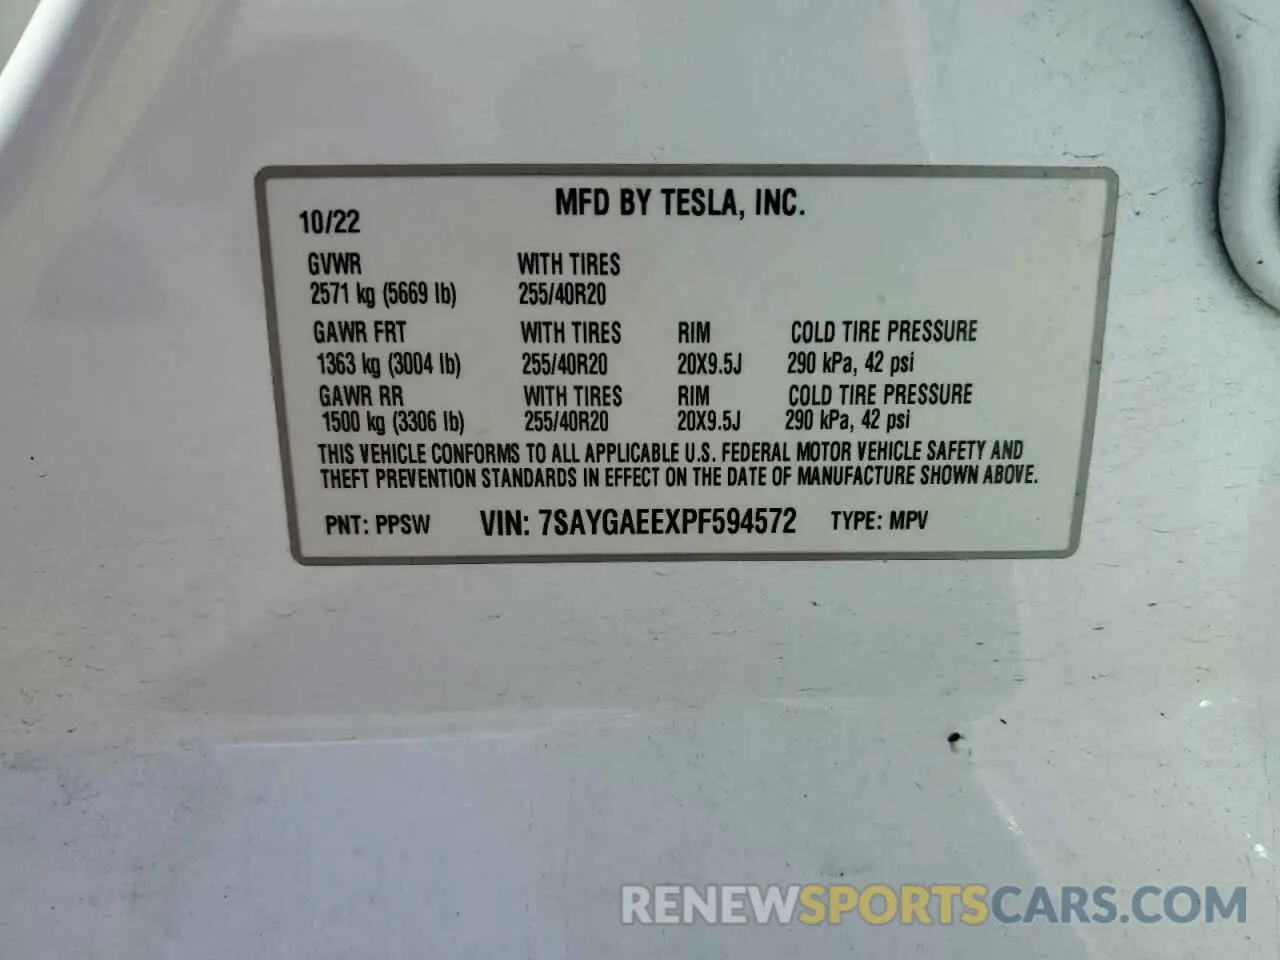 MFD BY TESLA, INC.
10/22
GVWR WITH TIRES
2571 kg (5669 lb) 255/40R20
GAWR FRT WITH TIRES RIM COLD TIRE PRESSURE
1363 kg (3004 lb) 255/40R20 20X9.5J 290 kPa, 42 psi
GAWR RR WITH TIRES RIM COLD TIRE PRESSURE
1500 kg (3306 lb) 255/40R20 20X9.5J 290 kPa, 42 psi
THIS VEHICLE CONFORMS TO ALL APPLICABLE U.S. FEDERAL MOTOR VEHICLE SAFETY AND
THEFT PREVENTION STANDARDS IN EFFECT ON THE DATE OF MANUFACTURE SHOWN ABOVE.
PNT: PPSW VIN: 7SAYGAEEXPF594572 TYPE: MPV
RENEWSPORTSCARS.COM